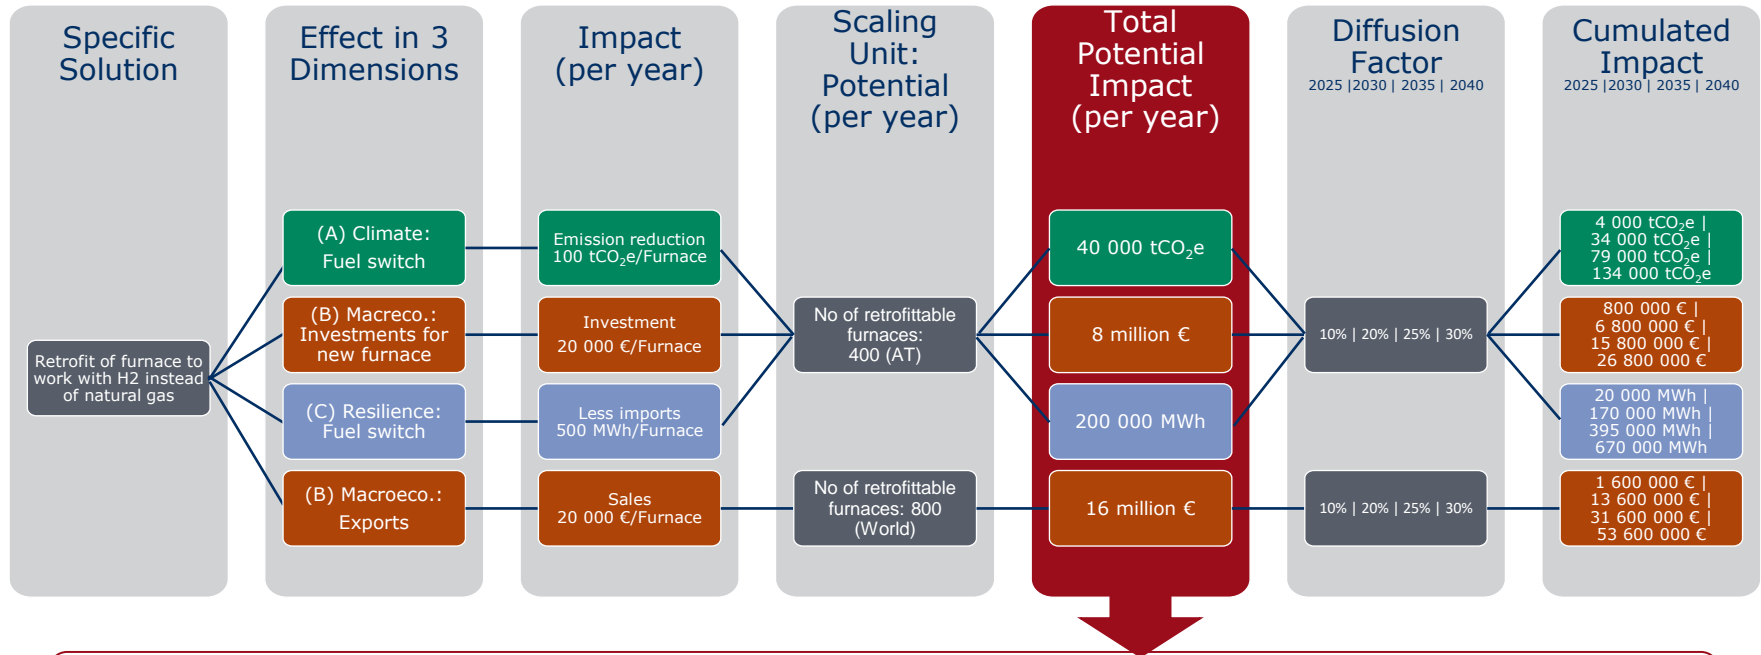 Specific
Solution
Effect in 3
Dimensions
Impact
(per year)
Scaling
Unit:
Potential
(per year)
Total
Potential
Impact
(per year)
Diffusion
Factor
2025 |2030 | 2035 | 2040
Cumulated
Impact
2025 |2030 | 2035 | 2040
Retrofit of furnace to
work with H2 instead
of natural gas
(A) Climate:
Fuel switch
(B) Macreco.:
Investments for
new furnace
(C) Resilience:
Fuel switch
(B) Macroeco.:
Exports
Emission reduction
100 tCO₂e/Furnace
Investment
20 000 €/Furnace
Less imports
500 MWh/Furnace
Sales
20 000 €/Furnace
No of retrofittable
furnaces:
400 (AT)
No of retrofittable
furnaces: 800
(World)
40 000 tCO₂e
8 million €
200 000 MWh
16 million €
10% | 20% | 25% | 30%
10% | 20% | 25% | 30%
4 000 tCO₂e |
34 000 tCO₂e |
79 000 tCO₂e |
134 000 tCO₂e
800 000 € |
6 800 000 € |
15 800 000 € |
26 800 000 €
20 000 MWh |
170 000 MWh |
395 000 MWh |
670 000 MWh
1 600 000 € |
13 600 000 € |
31 600 000 € |
53 600 000 €